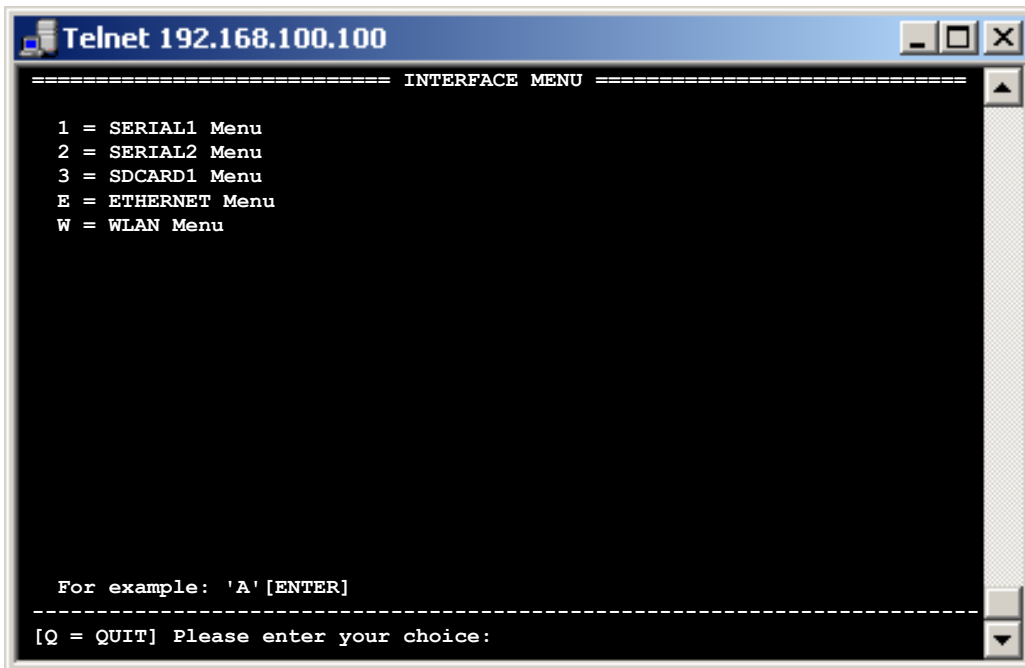 Telnet 192.168.100.100
============================ INTERFACE MENU =============================
1 = SERIAL1 Menu
2 = SERIAL2 Menu
3 = SDCARD1 Menu
E = ETHERNET Menu
W = WLAN Menu
For example: 'A'[ENTER]
--------------------------------------------------------------------------
[Q = QUIT] Please enter your choice: